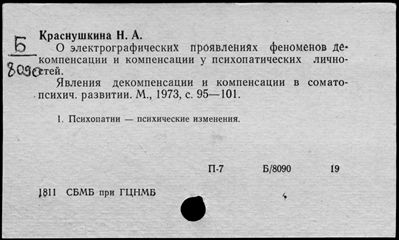 Краснушкина Н. А.
Б
8090
О электрографических проявлениях феноменов де-
компенсации и компенсации у психопатических лично-
стей.
Явления декомпенсации и компенсации в сомато-
психич. развитии. М., 1973, с. 95—101.
1. Психопатии — психические изменения.
П-7 Б/8090 19
1811 СБМБ при ГЦНМБ 4